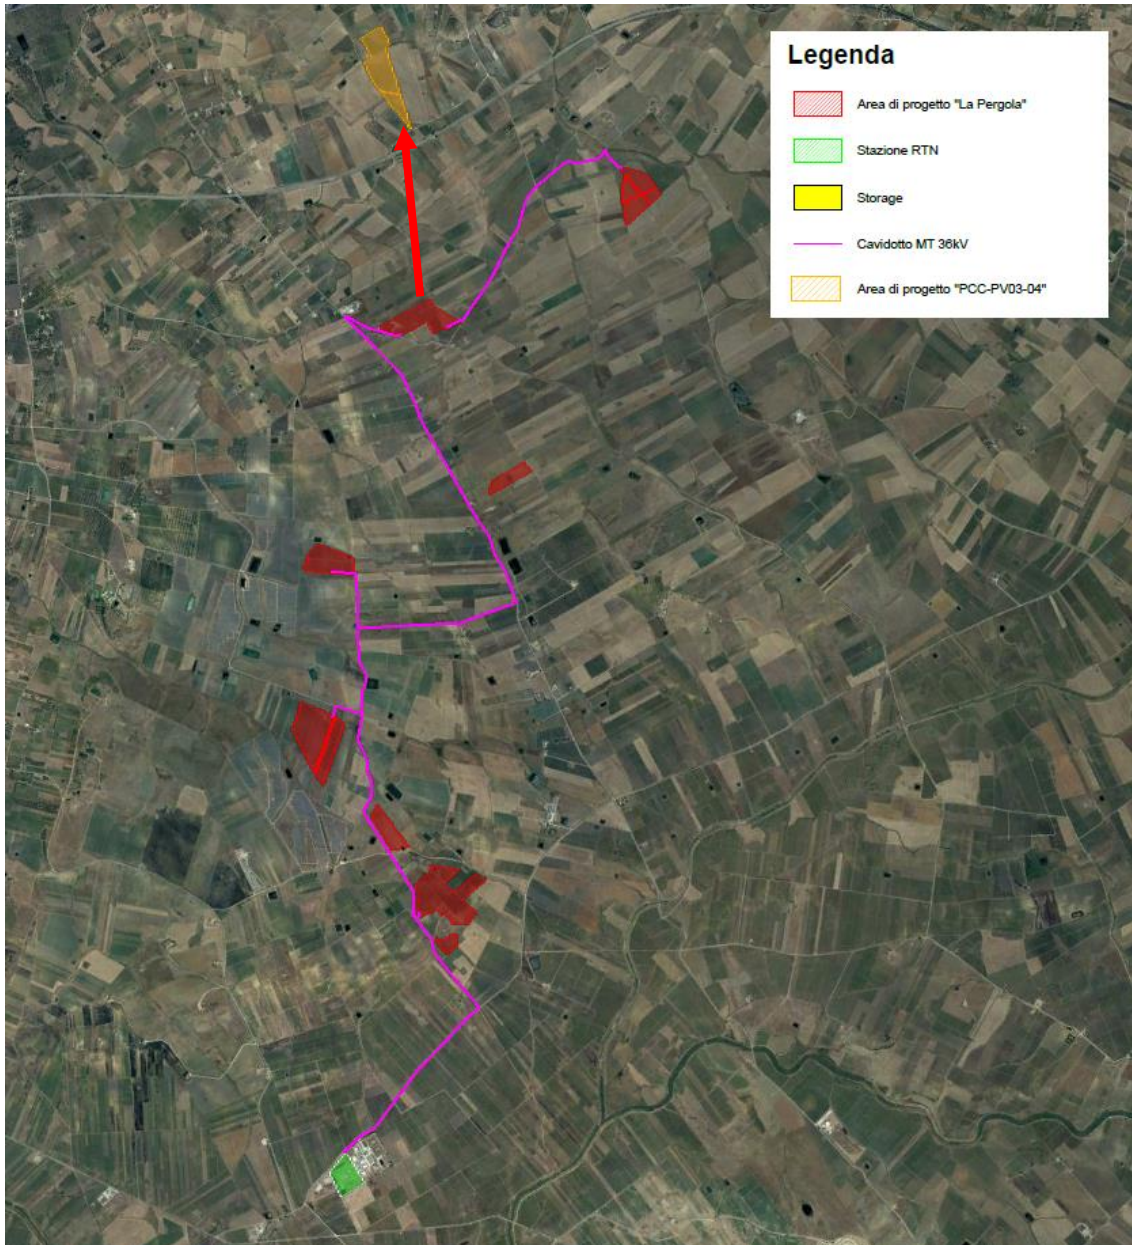 Legenda
Area di progetto "La Pergola"
Stazione RTN
Storage
Cavidotto MT 36kV
Area di progetto "PCC-PV03-04"